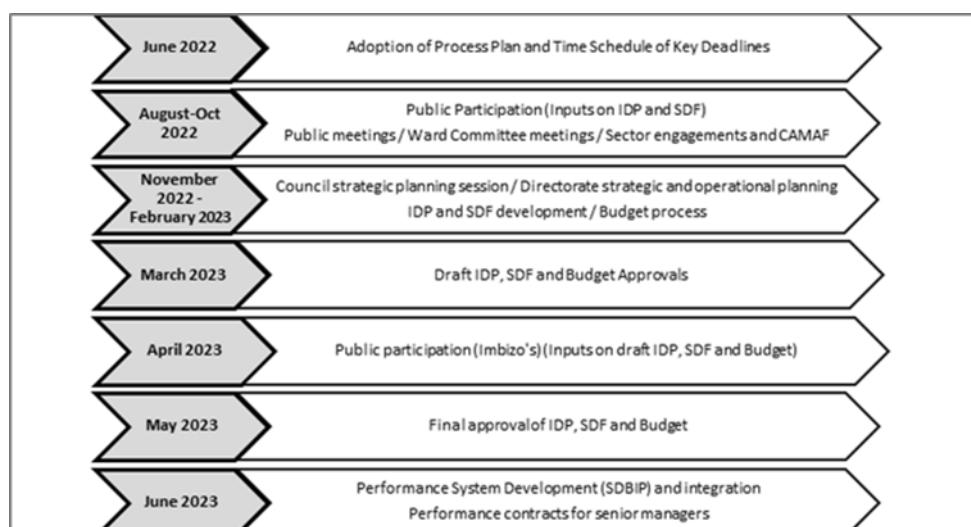 June 2022
Adoption of Process Plan and Time Schedule of Key Deadlines
August-Oct
2022
Public Participation (Inputs on IDP and SDF)
Public meetings / Ward Committee meetings / Sector engagements and CAMAF
November
2022 -
February 2023
Council strategic planning session / Directorate strategic and operational planning
IDP and SDF development / Budget process
March 2023
Draft IDP, SDF and Budget Approvals
April 2023
Public participation (Imbizo's) (Inputs on draft IDP, SDF and Budget)
May 2023
Final approval of IDP, SDF and Budget
June 2023
Performance System Development (SDBIP) and integration
Performance contracts for senior managers